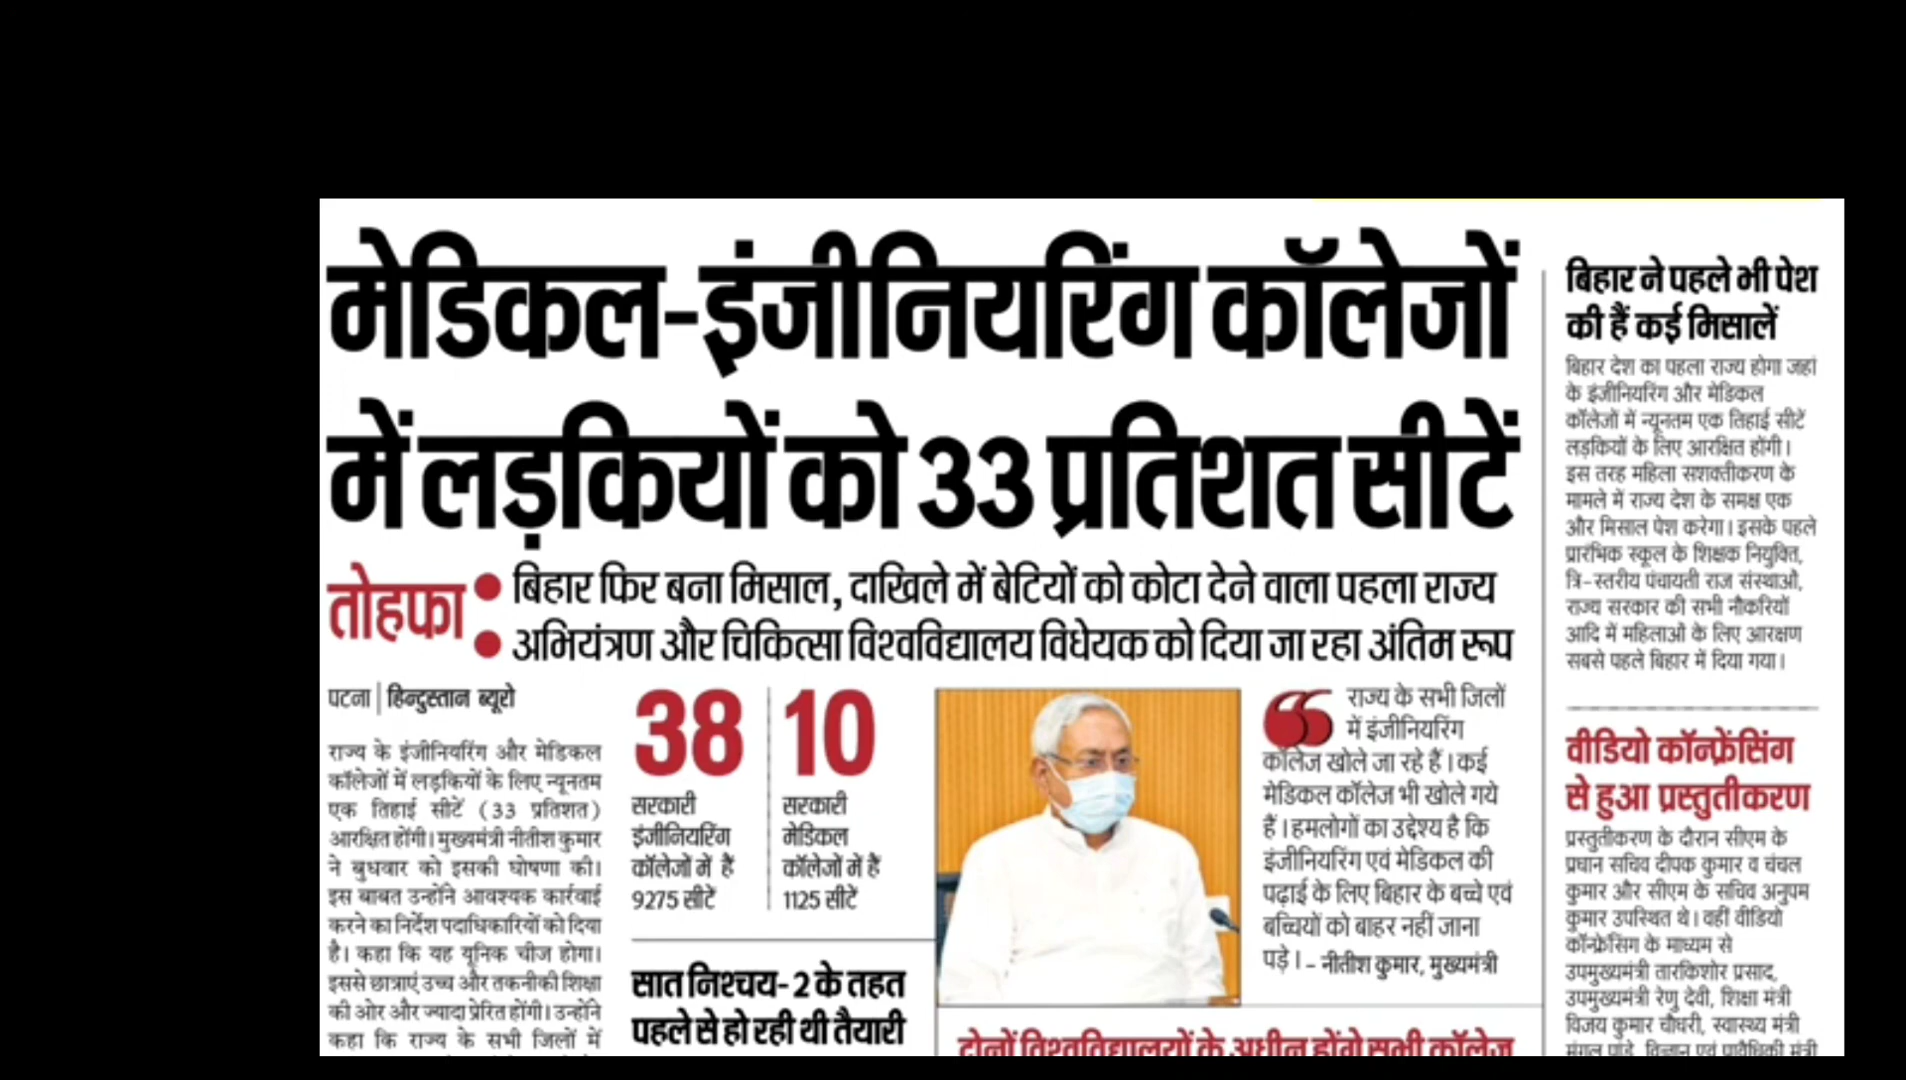 मेडिकल-इंजीनियरिंग कॉलेजों
में लड़कियों को 33 प्रतिशत सीटें
तोहफा
● बिहार फिर बना मिसाल, दाखिले में बेटियों को कोटा देने वाला पहला राज्य
● अभियंत्रण और चिकित्सा विश्वविद्यालय विधेयक को दिया जा रहा अंतिम रूप
पटना | हिन्दुस्तान ब्यूरो
राज्य के इंजीनियरिंग और मेडिकल
कॉलेजों में लड़कियों के लिए न्यूनतम
एक तिहाई सीटें (33 प्रतिशत)
आरक्षित होंगी। मुख्यमंत्री नीतीश कुमार
ने बुधवार को इसकी घोषणा की।
इस बाबत उन्होंने आवश्यक कार्रवाई
करने का निर्देश पदाधिकारियों को दिया
है। कहा कि यह यूनिक चीज होगा।
इससे छात्राएं उच्च और तकनीकी शिक्षा
की ओर और ज्यादा प्रेरित होंगी। उन्होंने
कहा कि राज्य के सभी जिलों में
38
सरकारी
इंजीनियरिंग
कॉलेजों में हैं
9275 सीटें
10
सरकारी
मेडिकल
कॉलेजों में हैं
1125 सीटें
सात निश्चय-2 के तहत
पहले से हो रही थी तैयारी
❝ राज्य के सभी जिलों
में इंजीनियरिंग
कॉलेज खोले जा रहे हैं। कई
मेडिकल कॉलेज भी खोले गये
हैं। हमलोगों का उद्देश्य है कि
इंजीनियरिंग एवं मेडिकल की
पढ़ाई के लिए बिहार के बच्चे एवं
बच्चियों को बाहर नहीं जाना
पड़े। - नीतीश कुमार, मुख्यमंत्री
दोनों विश्वविद्यालयों के अधीन होंगे सभी कॉलेज
बिहार ने पहले भी पेश
की हैं कई मिसालें
बिहार देश का पहला राज्य होगा जहां
के इंजीनियरिंग और मेडिकल
कॉलेजों में न्यूनतम एक तिहाई सीटें
लड़कियों के लिए आरक्षित होंगी।
इस तरह महिला सशक्तीकरण के
मामले में राज्य देश के समक्ष एक
और मिसाल पेश करेगा। इसके पहले
प्रारंभिक स्कूल के शिक्षक नियुक्ति,
त्रि-स्तरीय पंचायती राज संस्थाओं,
राज्य सरकार की सभी नौकरियों
आदि में महिलाओं के लिए आरक्षण
सबसे पहले बिहार में दिया गया।
वीडियो कॉन्फ्रेंसिंग
से हुआ प्रस्तुतीकरण
प्रस्तुतीकरण के दौरान सीएम के
प्रधान सचिव दीपक कुमार व चंचल
कुमार और सीएम के सचिव अनुपम
कुमार उपस्थित थे। वहीं वीडियो
कॉन्फ्रेंसिंग के माध्यम से
उपमुख्यमंत्री तारकिशोर प्रसाद,
उपमुख्यमंत्री रेणु देवी, शिक्षा मंत्री
विजय कुमार चौधरी, स्वास्थ्य मंत्री
मंगल पांडे, विज्ञान एवं प्रावैधिकी मंत्री